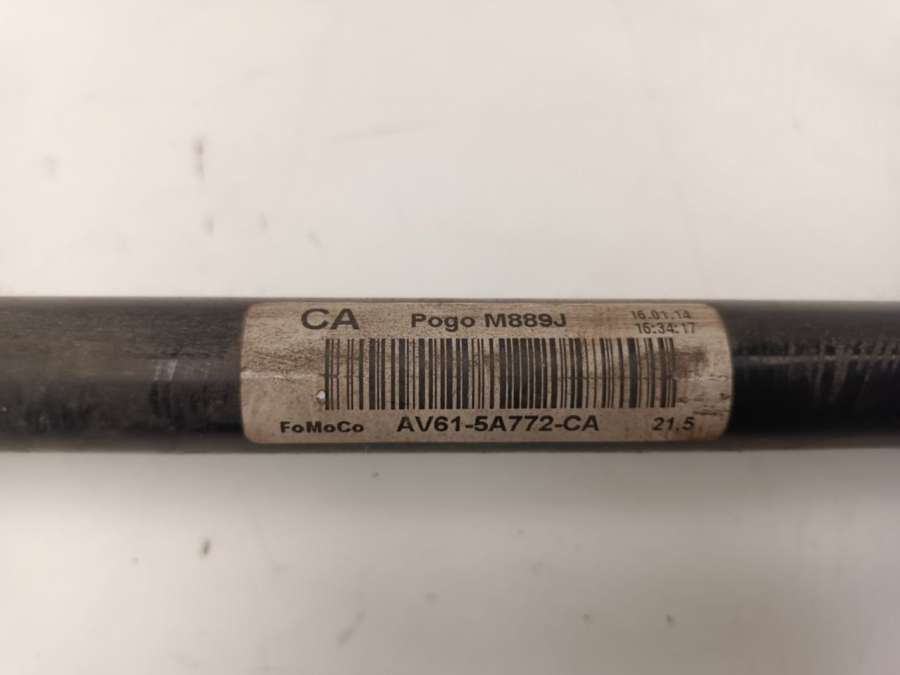 CA Pogo M889J 16.01.14
16:34:17
FoMoCo AV61-5A772-CA 21,5